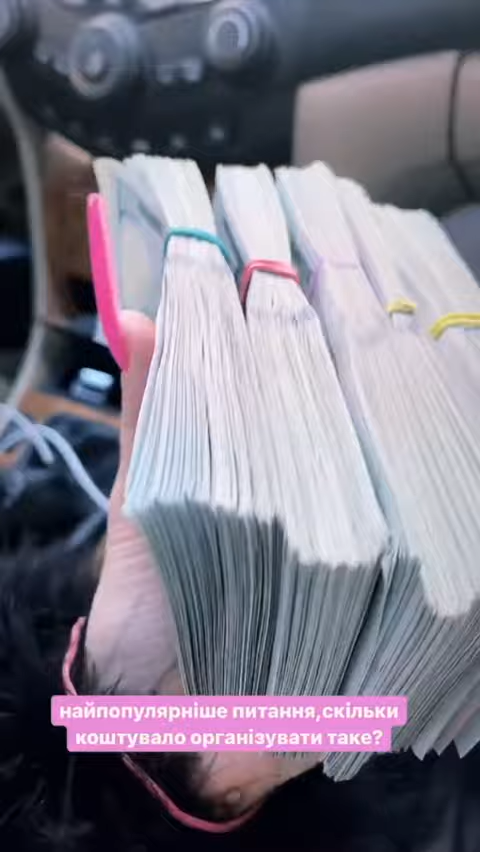 найпопулярніше питання,скільки
коштувало організувати таке?